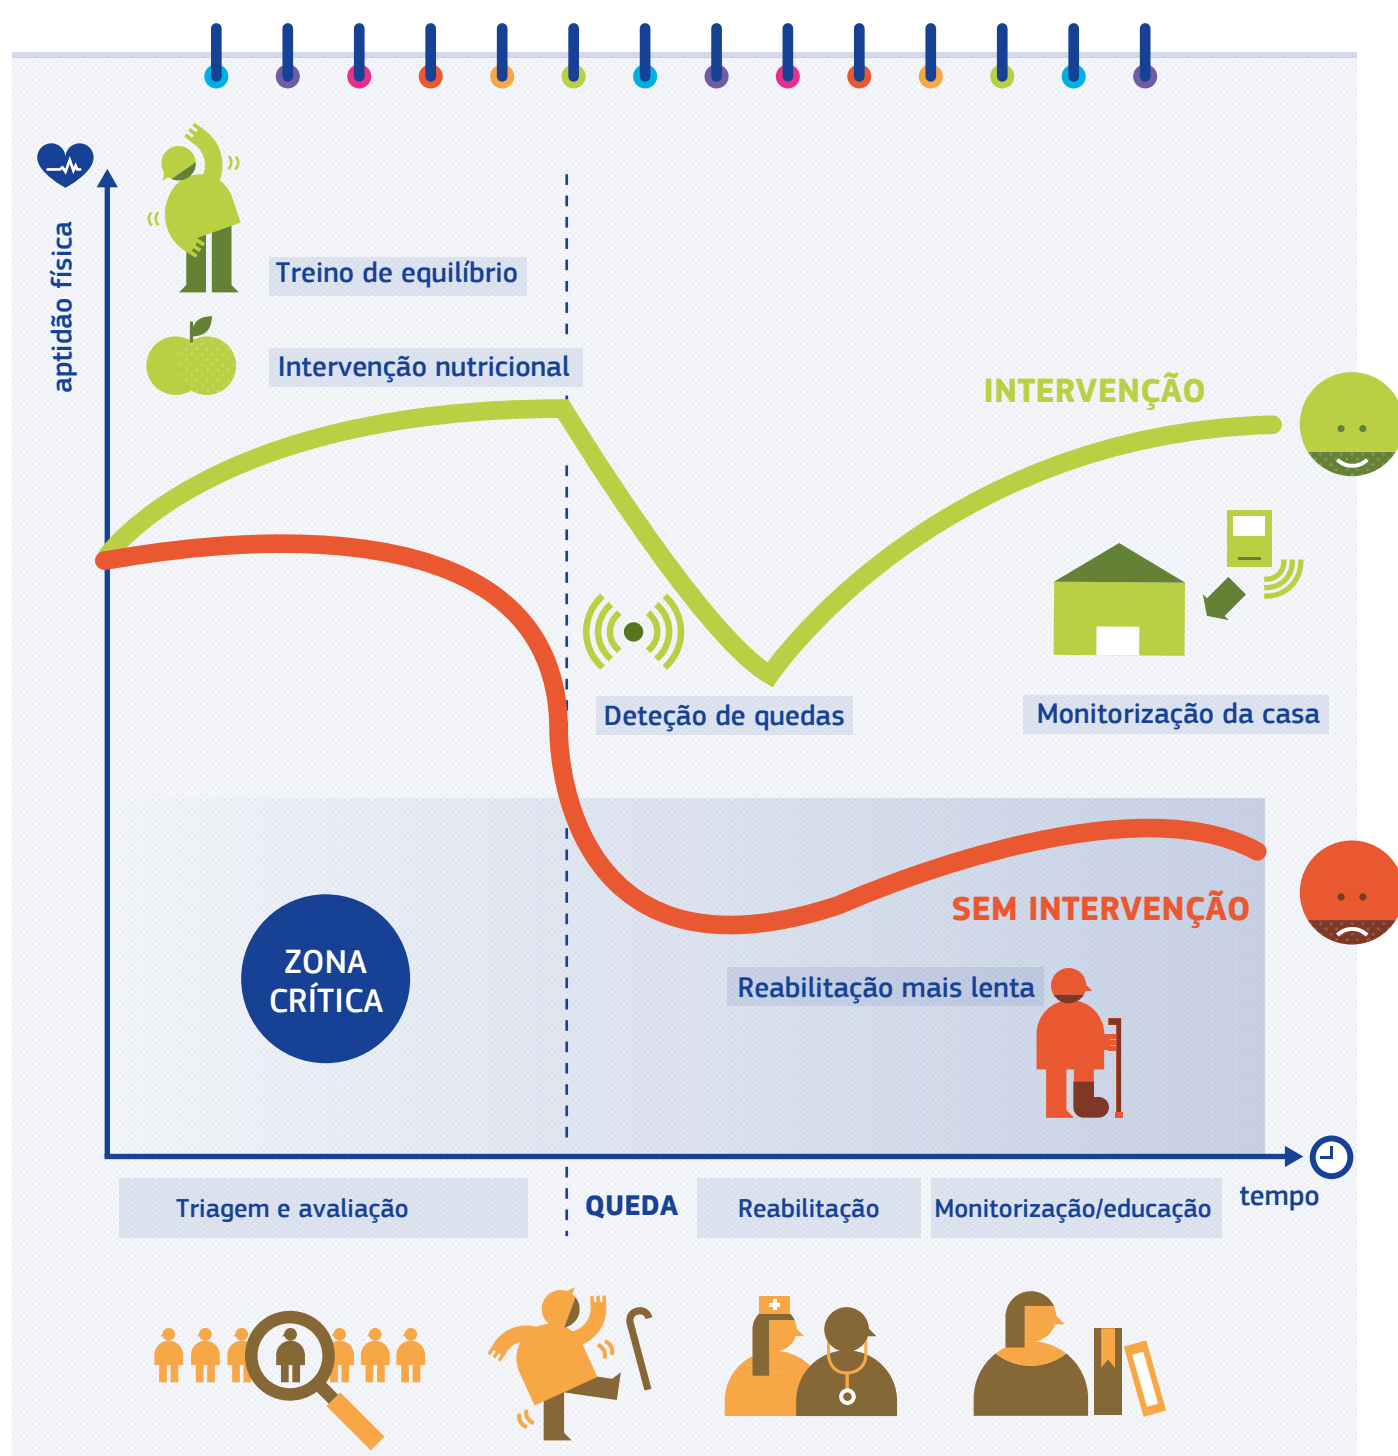 aptidão física
Treino de equilíbrio
Intervenção nutricional
INTERVENÇÃO
Deteção de quedas
Monitorização da casa
SEM INTERVENÇÃO
ZONA
CRÍTICA
Reabilitação mais lenta
Triagem e avaliação
QUEDA
Reabilitação
Monitorização/educação
tempo